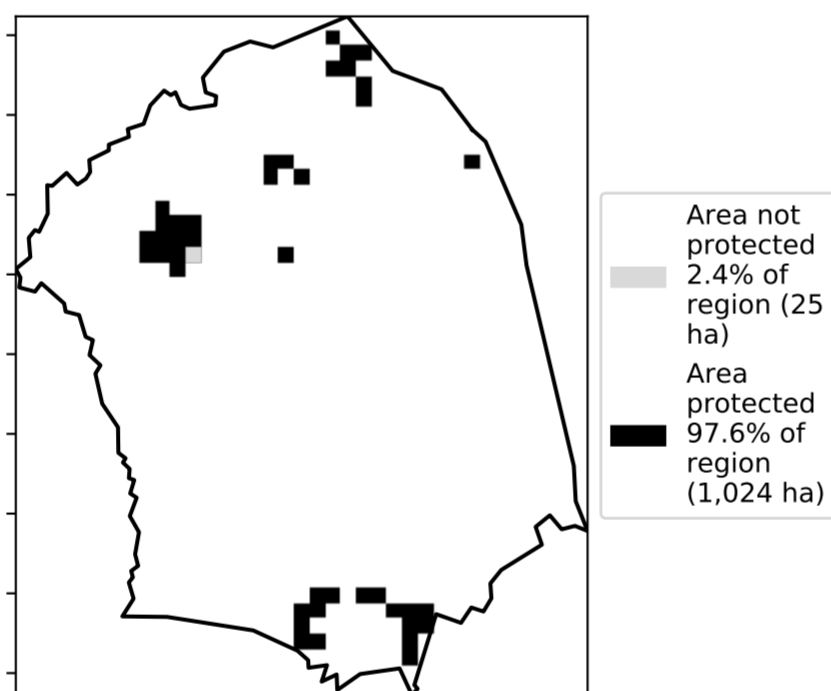 Area not
protected
2.4% of
region (25
ha)
Area
protected
97.6% of
region
(1,024 ha)